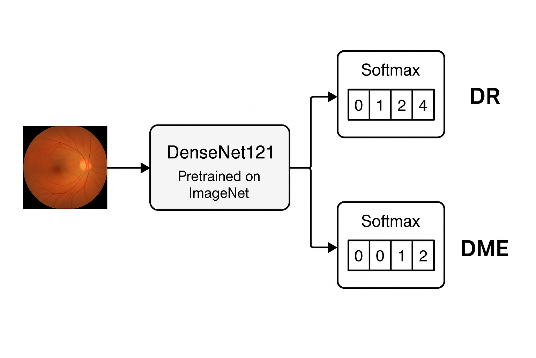 DenseNet121
Pretrained on
ImageNet
Softmax
0 1 2 4
DR
Softmax
0 0 1 2
DME